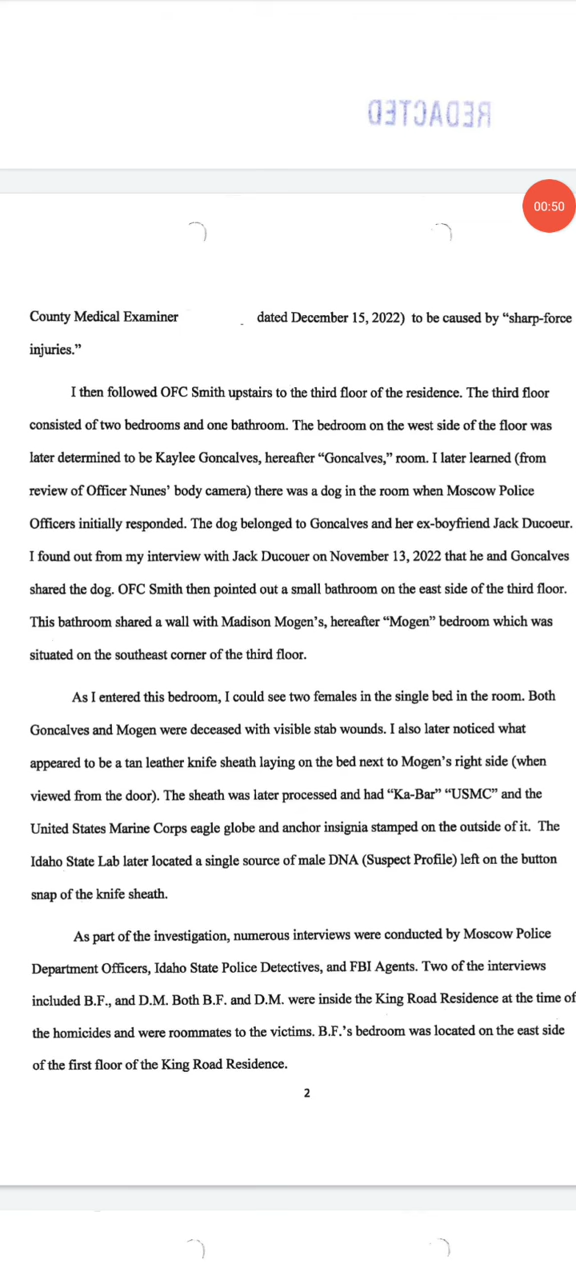 REDACTED
00:50
County Medical Examiner dated December 15, 2022) to be caused by “sharp-force
injuries.”
I then followed OFC Smith upstairs to the third floor of the residence. The third floor
consisted of two bedrooms and one bathroom. The bedroom on the west side of the floor was
later determined to be Kaylee Goncalves, hereafter “Goncalves,” room. I later learned (from
review of Officer Nunes’ body camera) there was a dog in the room when Moscow Police
Officers initially responded. The dog belonged to Goncalves and her ex-boyfriend Jack Ducoeur.
I found out from my interview with Jack Ducouer on November 13, 2022 that he and Goncalves
shared the dog. OFC Smith then pointed out a small bathroom on the east side of the third floor.
This bathroom shared a wall with Madison Mogen’s, hereafter “Mogen” bedroom which was
situated on the southeast corner of the third floor.
As I entered this bedroom, I could see two females in the single bed in the room. Both
Goncalves and Mogen were deceased with visible stab wounds. I also later noticed what
appeared to be a tan leather knife sheath laying on the bed next to Mogen’s right side (when
viewed from the door). The sheath was later processed and had “Ka-Bar” “USMC” and the
United States Marine Corps eagle globe and anchor insignia stamped on the outside of it. The
Idaho State Lab later located a single source of male DNA (Suspect Profile) left on the button
snap of the knife sheath.
As part of the investigation, numerous interviews were conducted by Moscow Police
Department Officers, Idaho State Police Detectives, and FBI Agents. Two of the interviews
included B.F., and D.M. Both B.F. and D.M. were inside the King Road Residence at the time of
the homicides and were roommates to the victims. B.F.’s bedroom was located on the east side
of the first floor of the King Road Residence.
2